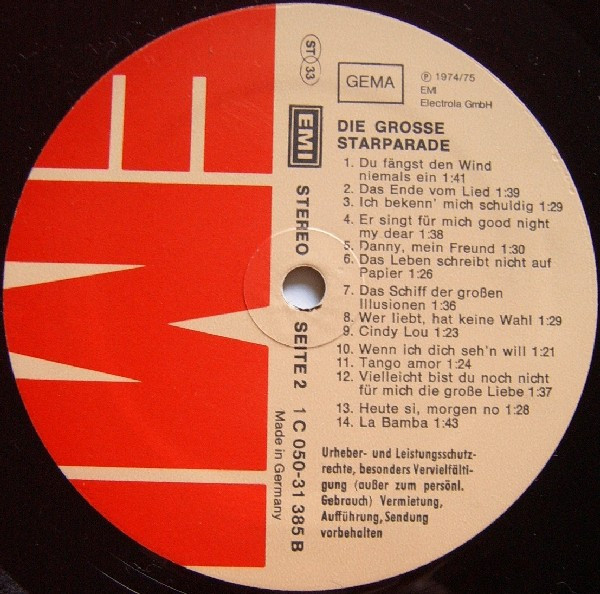 ST 33
GEMA
Ⓟ 1974/75
EMI
Electrola GmbH
EMI
DIE GROSSE
STARPARADE
1. Du fängst den Wind
niemals ein 1:41
2. Das Ende vom Lied 1:39
3. Ich bekenn' mich schuldig 1:29
4. Er singt für mich good night
my dear 1:38
5. Danny, mein Freund 1:30
6. Das Leben schreibt nicht auf
Papier 1:26
7. Das Schiff der großen
Illusionen 1:36
8. Wer liebt, hat keine Wahl 1:29
9. Cindy Lou 1:23
10. Wenn ich dich seh'n will 1:21
11. Tango amor 1:24
12. Vielleicht bist du noch nicht
für mich die große Liebe 1:37
13. Heute si, morgen no 1:28
14. La Bamba 1:43
Urheber- und Leistungsschutz-
rechte, besonders Vervielfälti-
gung (außer zum persönl.
Gebrauch) Vermietung,
Aufführung, Sendung
vorbehalten
STEREO SEITE 2 1 C 050-31 385 B
Made in Germany
EMI